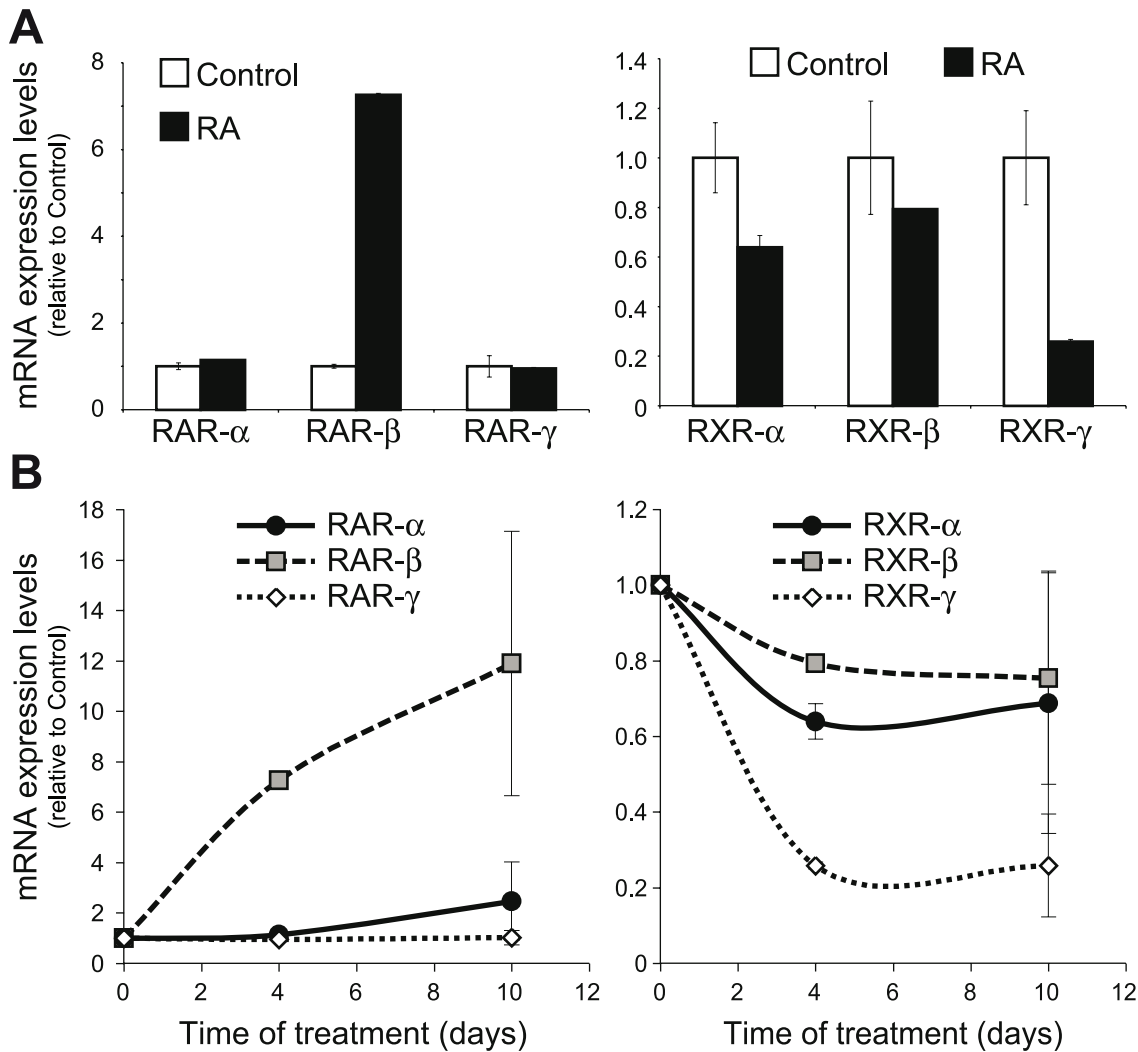 A
mRNA expression levels
(relative to Control)
8
6
4
2
0
Control
RA
RAR-α RAR-β RAR-γ
1.4
1.2
1.0
0.8
0.6
0.4
0.2
0
Control RA
RXR-α RXR-β RXR-γ
B
mRNA expression levels
(relative to Control)
18
16
14
12
10
8
6
4
2
0
RAR-α
RAR-β
RAR-γ
0 2 4 6 8 10 12
Time of treatment (days)
1.2
1.0
0.8
0.6
0.4
0.2
0
RXR-α
RXR-β
RXR-γ
0 2 4 6 8 10 12
Time of treatment (days)